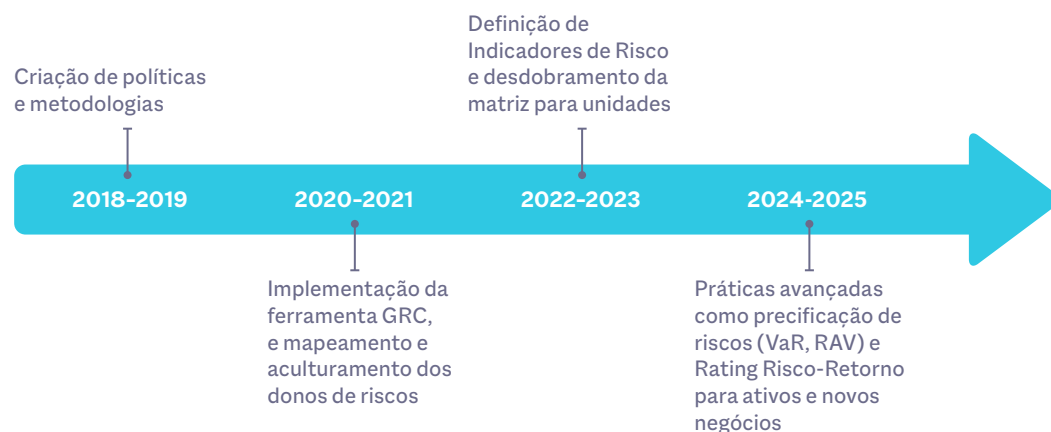 Criação de políticas
e metodologias
2018-2019
2020-2021
Implementação da
ferramenta GRC,
e mapeamento e
aculturamento dos
donos de riscos
Definição de
Indicadores de Risco
e desdobramento da
matriz para unidades
2022-2023
2024-2025
Práticas avançadas
como precificação de
riscos (VaR, RAV) e
Rating Risco-Retorno
para ativos e novos
negócios